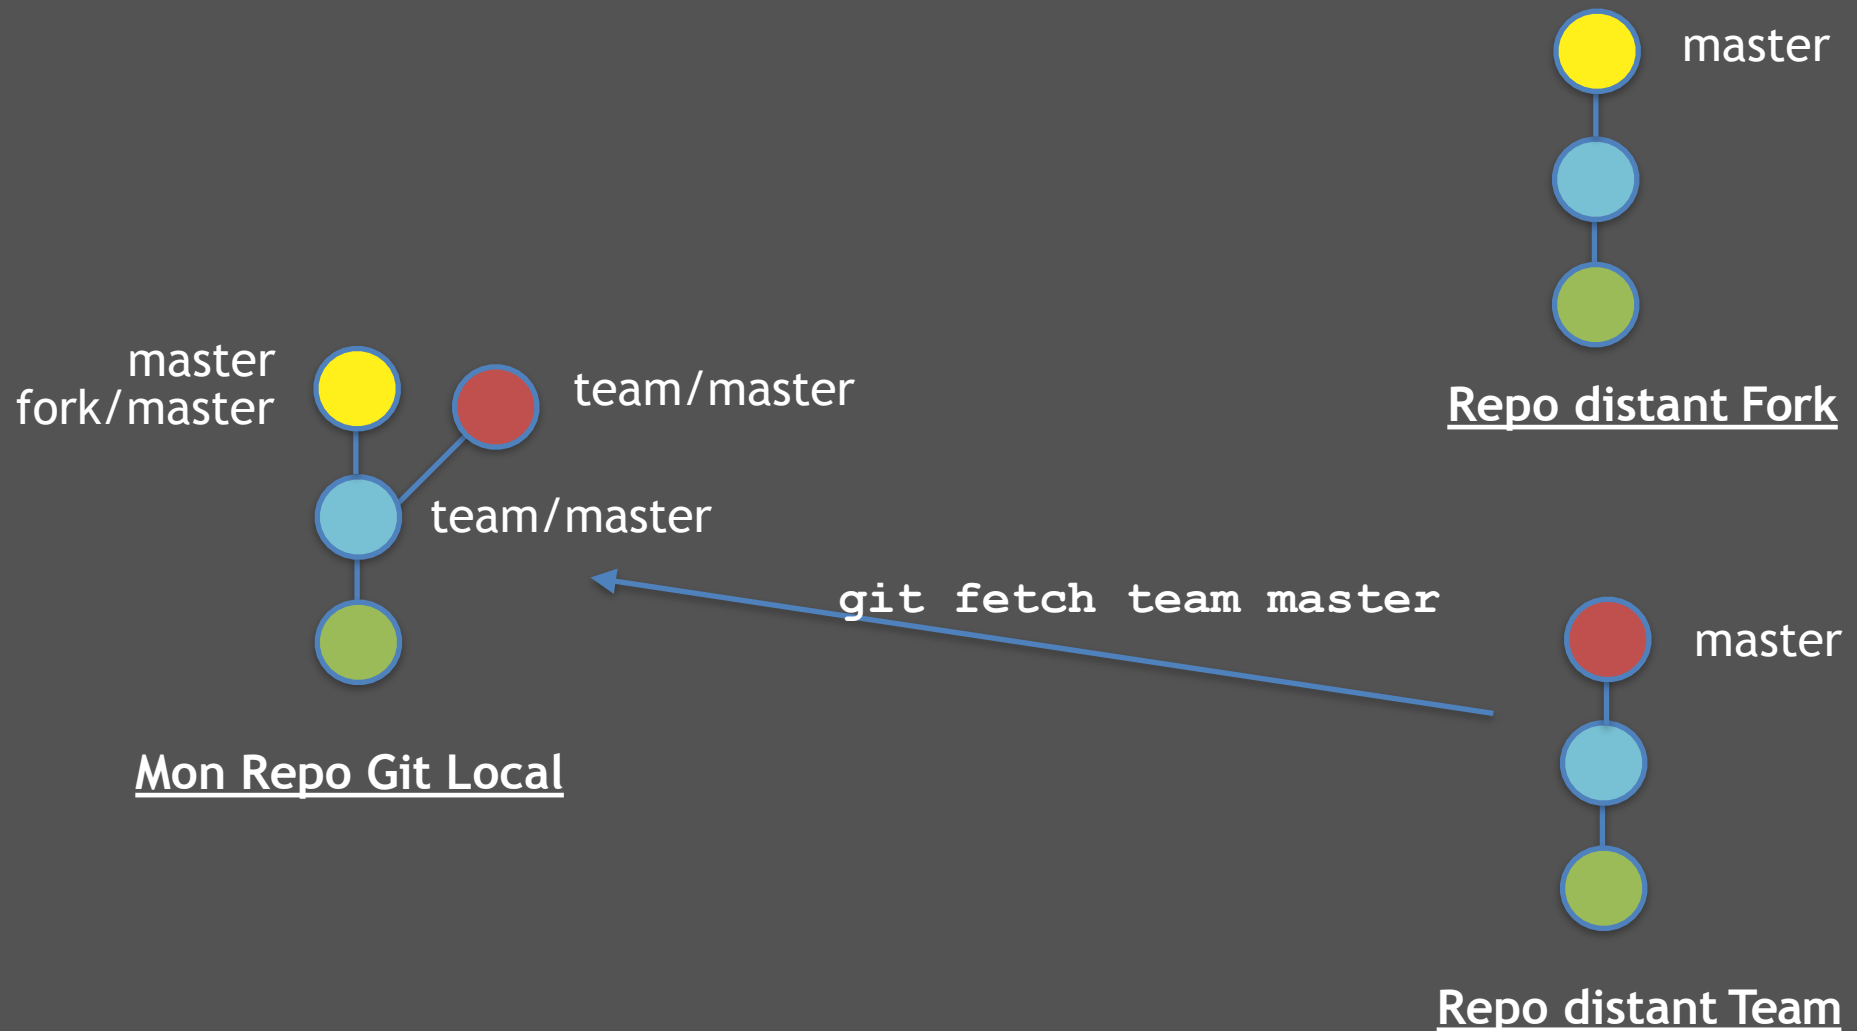 master
Repo distant Fork
master
fork/master
team/master
team/master
git fetch team master
master
Mon Repo Git Local
Repo distant Team